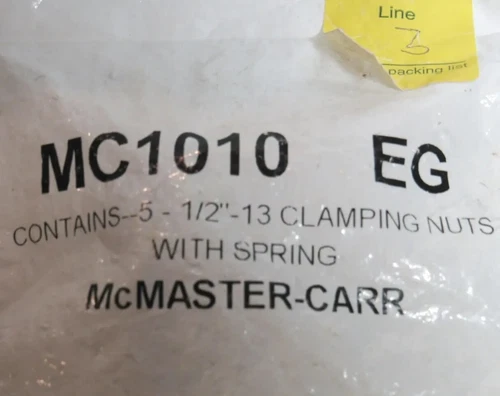 Line
3
packing list
MC1010 EG
CONTAINS--5 - 1/2"-13 CLAMPING NUTS
WITH SPRING
McMASTER-CARR